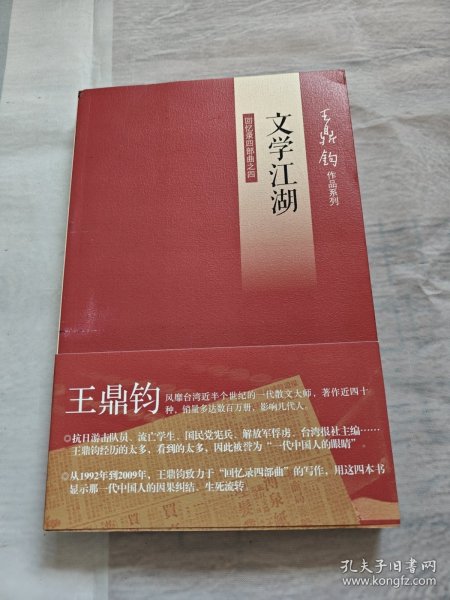 王鼎钧
作品系列
文学江湖
回忆录四部曲之四
王鼎钧
风靡台湾近半个世纪的一代散文大师，著作近四十
种，销量多达数百万册，影响几代人。
抗日游击队员、流亡学生、国民党宪兵、解放军俘虏、台湾报社主编……
王鼎钧经历的太多，看到的太多，因此被誉为“一代中国人的眼睛”
从1992年到2009年，王鼎钧致力于“回忆录四部曲”的写作，用这四本书
显示那一代中国人的因果纠结、生死流转。
孔夫子旧书网
www.kongfz.com